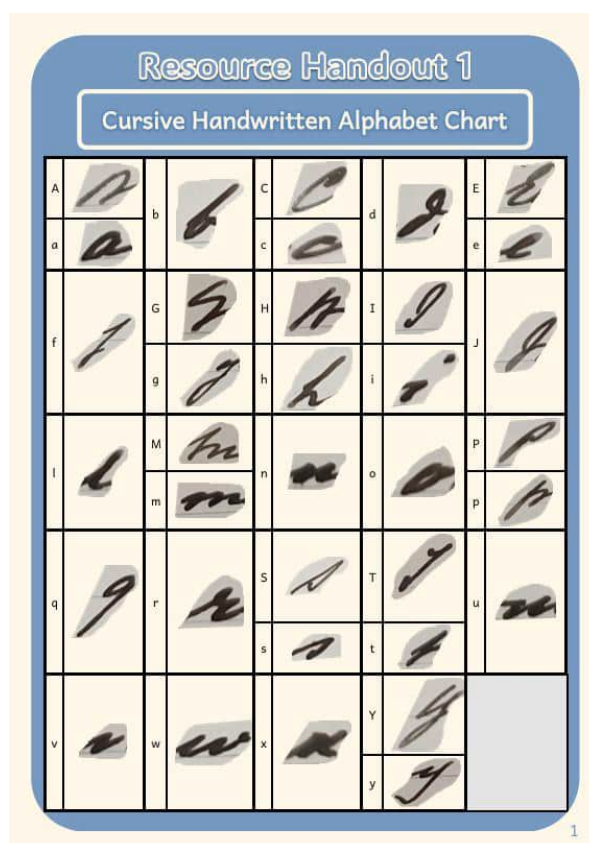 Resource Handout 1
Cursive Handwritten Alphabet Chart
A b C d E
a c e
f G H I J
g h i
l M n o P
m p
q r S T u
s t
v w x Y
y
1